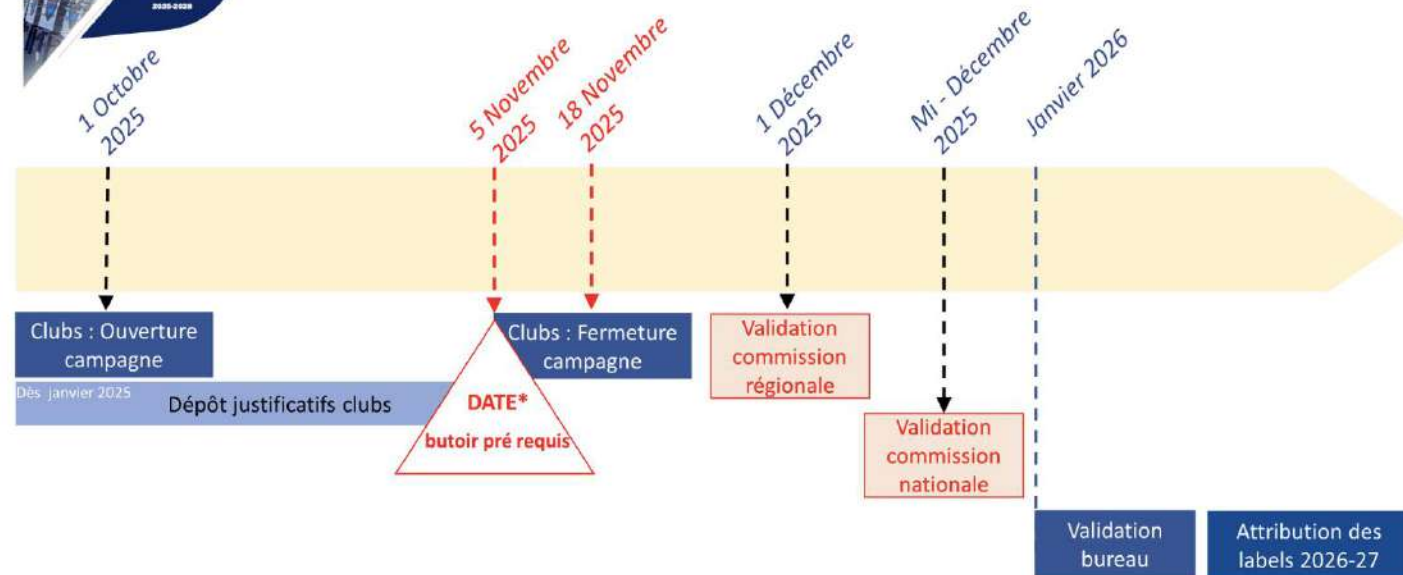 2025-2028
1 Octobre
2025
5 Novembre
2025
18 Novembre
2025
1 Décembre
2025
Mi - Décembre
2025
Janvier 2026
Clubs : Ouverture
campagne
Clubs : Fermeture
campagne
Validation
commission
régionale
Dès janvier 2025
Dépôt justificatifs clubs
DATE*
butoir pré requis
Validation
commission
nationale
Validation
bureau
Attribution des
labels 2026-27